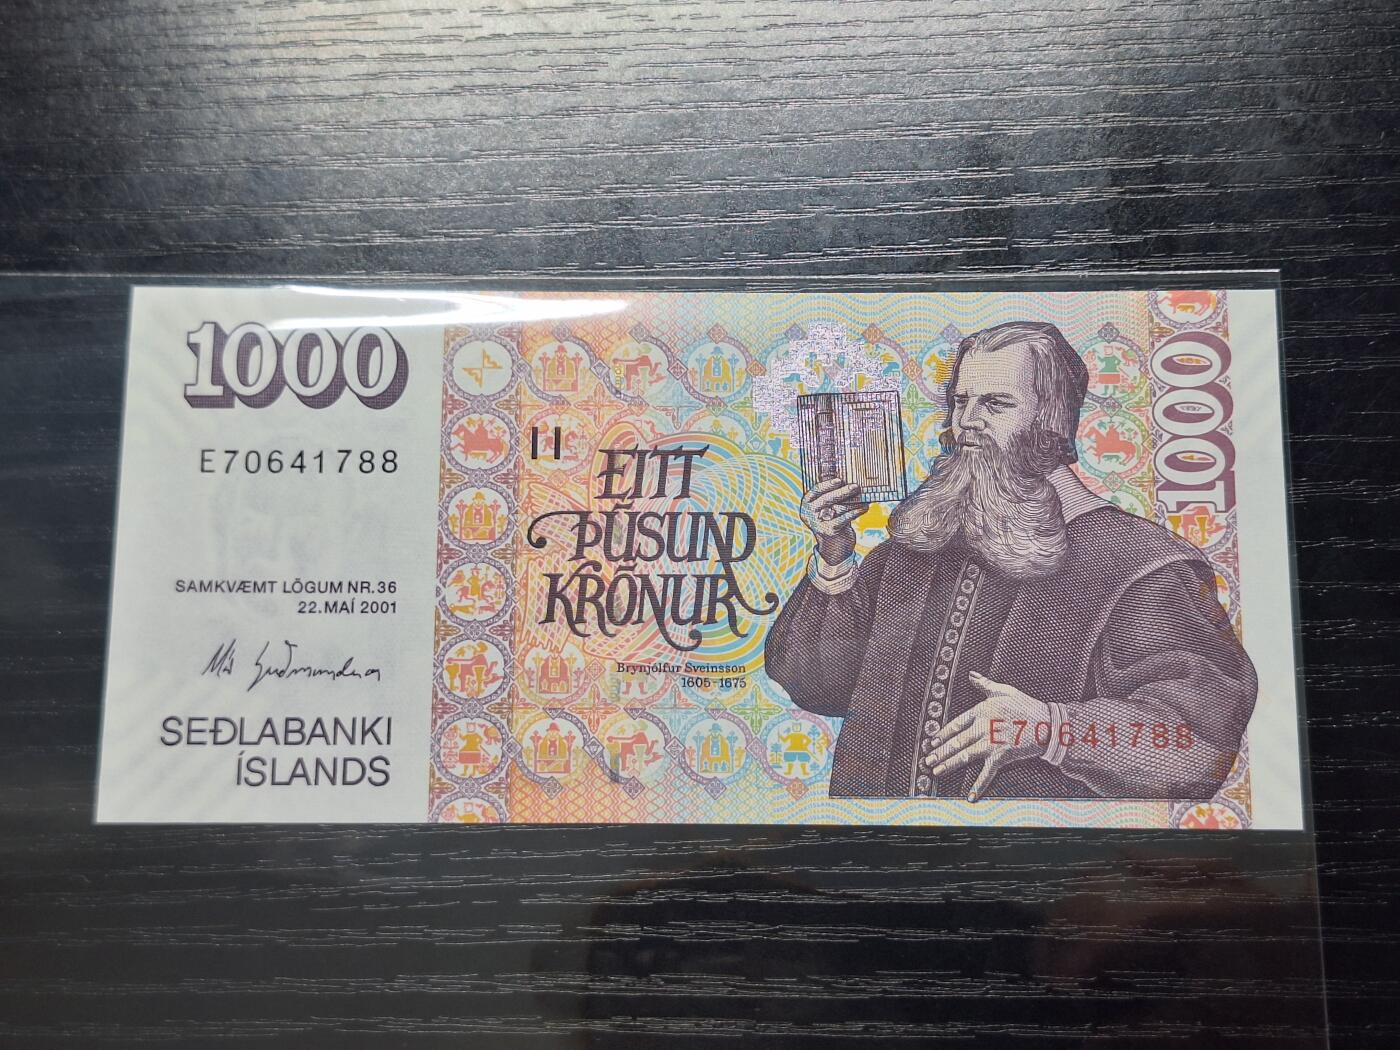 1000
E70641788
SAMKVÆMT LÖGUM NR.36
22.MAÍ 2001
SEÐLABANKI
ÍSLANDS
EITT
ÞÚSUND
KRÓNUR
Brynjólfur Sveinsson
1605-1675
1000
E70641788